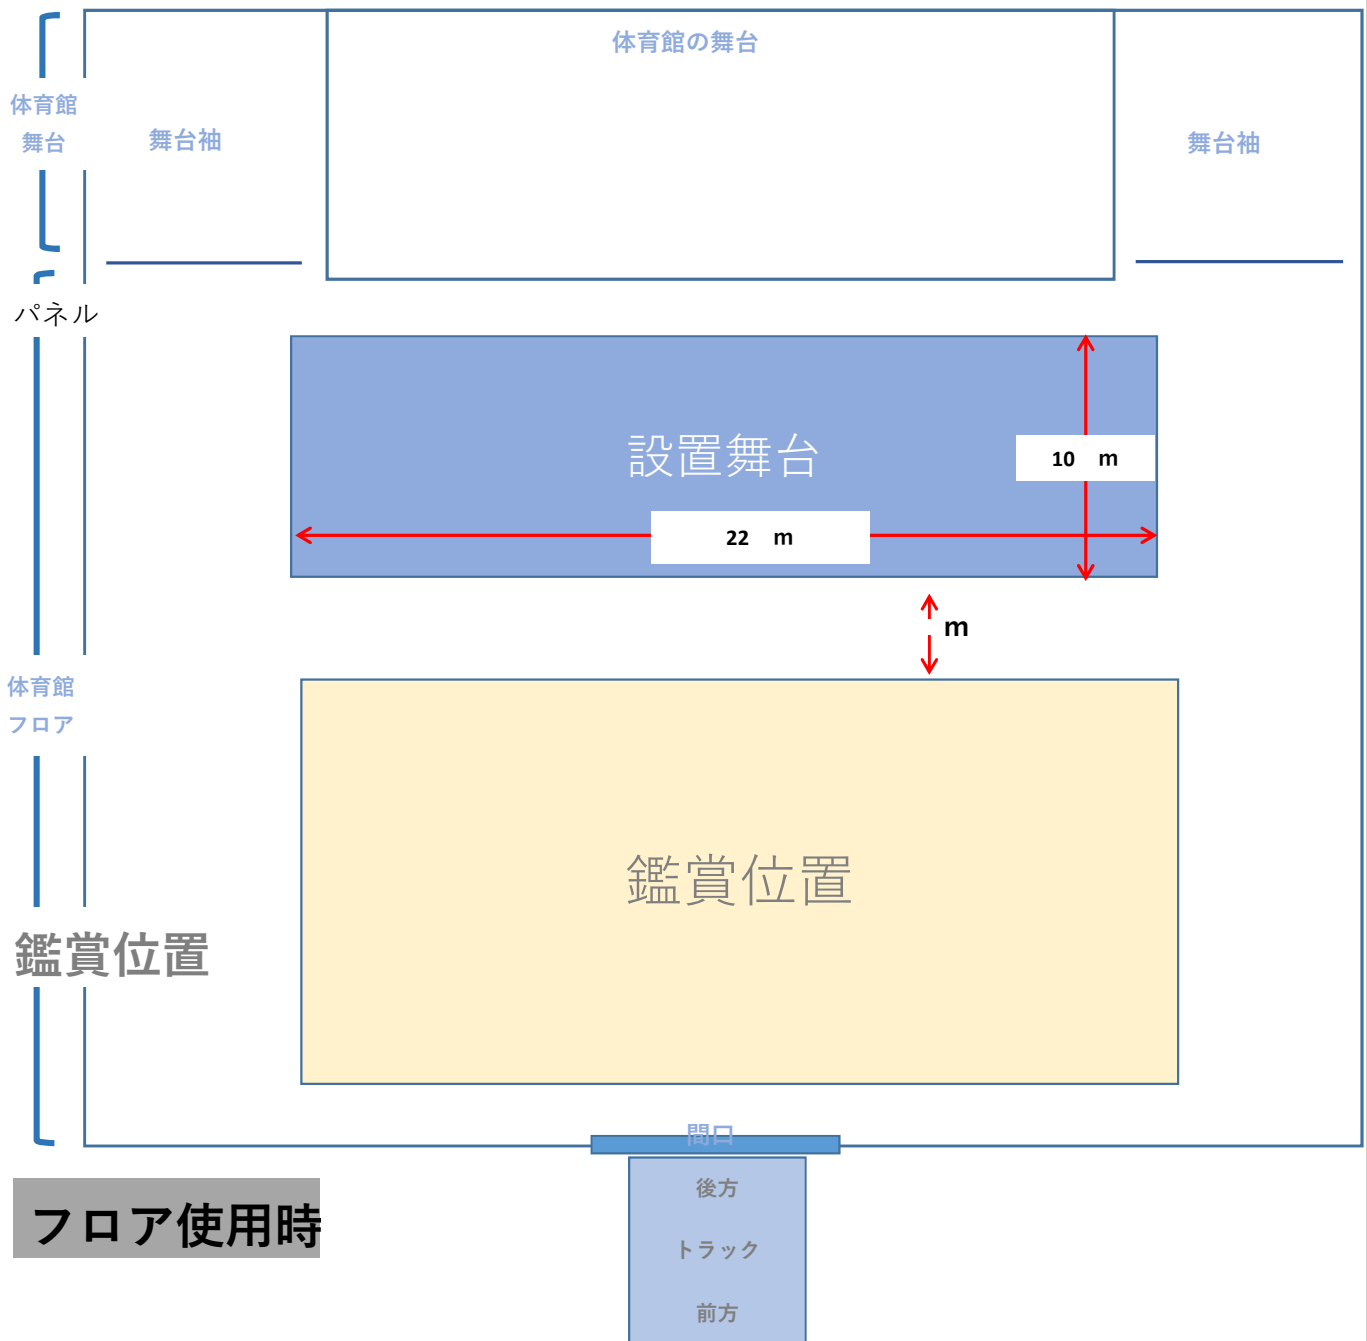 体育館の舞台
体育館
舞台
舞台袖
舞台袖
パネル
設置舞台
10 m
22 m
m
体育館
フロア
鑑賞位置
鑑賞位置
間口
後方
トラック
前方
フロア使用時